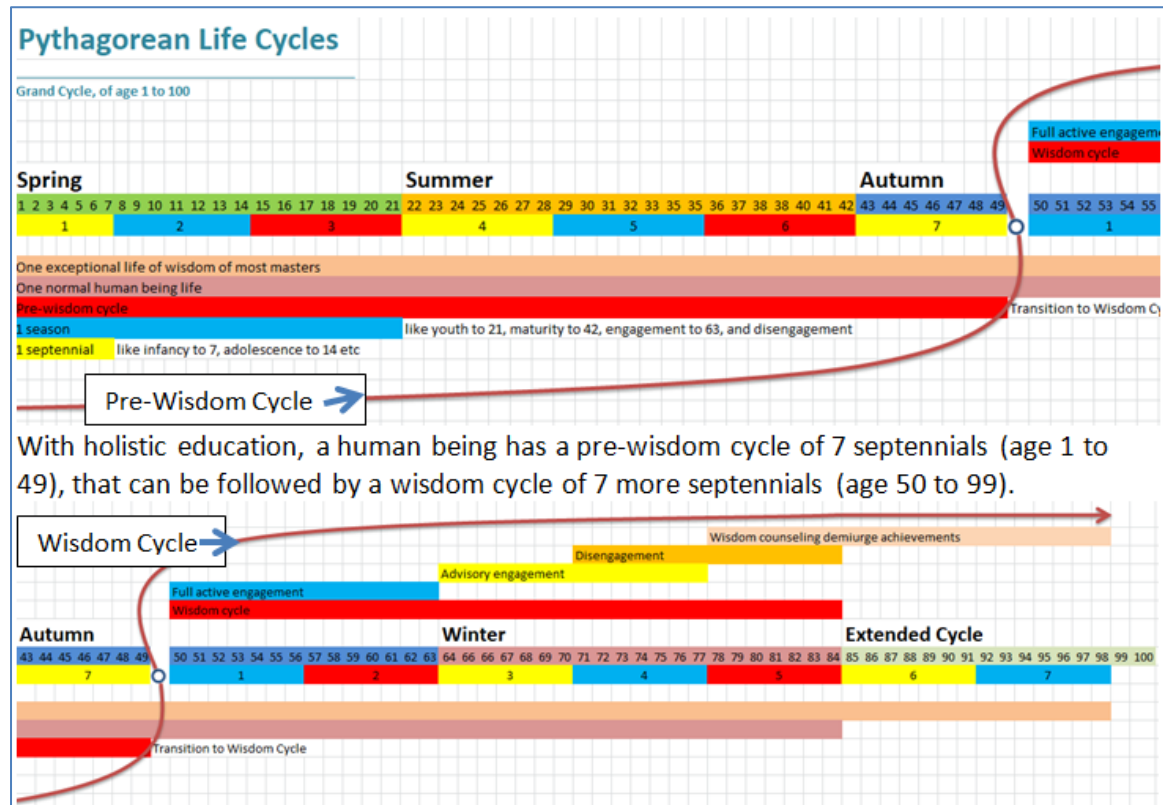 Pythagorean Life Cycles
Grand Cycle, of age 1 to 100
Full active engagem
Wisdom cycle
Spring Summer Autumn
1 2 3 4 5 6 7 8 9 10 11 12 13 14 15 16 17 18 19 20 21 22 23 24 25 26 27 28 29 30 31 32 33 35 35 36 37 38 38 40 41 42 43 44 45 46 47 48 49 50 51 52 53 54 55
1 2 3 4 5 6 7 1
One exceptional life of wisdom of most masters
One normal human being life
Pre-wisdom cycle Transition to Wisdom Cy
1 season like youth to 21, maturity to 42, engagement to 63, and disengagement
1 septennial like infancy to 7, adolescence to 14 etc
Pre-Wisdom Cycle
With holistic education, a human being has a pre-wisdom cycle of 7 septennials (age 1 to
49), that can be followed by a wisdom cycle of 7 more septennials (age 50 to 99).
Wisdom Cycle
Wisdom counseling demiurge achievements
Disengagement
Advisory engagement
Full active engagement
Wisdom cycle
Autumn Winter Extended Cycle
43 44 45 46 47 48 49 50 51 52 53 54 55 56 57 58 59 60 61 62 63 64 66 66 67 68 69 70 71 72 73 74 75 76 77 78 79 80 81 82 83 84 85 86 87 88 89 90 91 92 93 94 95 96 97 98 99 100
7 1 2 3 4 5 6 7
Transition to Wisdom Cycle